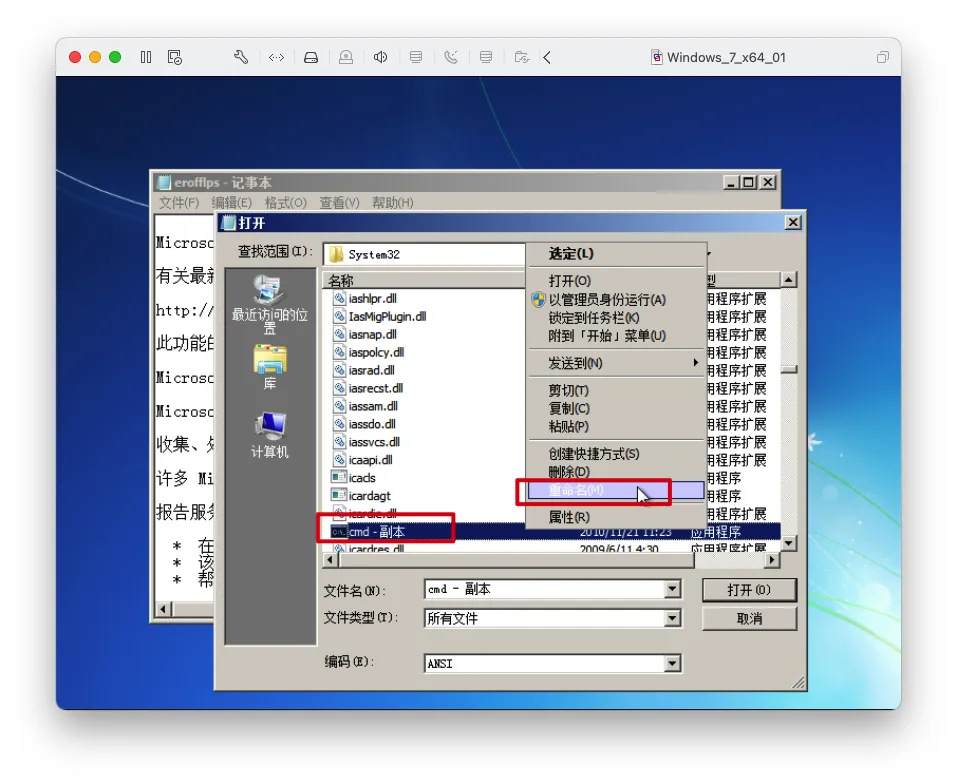 Windows_7_x64_01
erofflps - 记事本
文件(F) 编辑(E) 格式(O) 查看(V) 帮助(H)
打开
Microso
有关最新
http://
此功能的
Microso
Microso
收集、处
许多 Mi
报告服务
* 在
* 该
* 帮
查找范围(I):
System32
最近访问的位置
库
计算机
名称
型
iashlpr.dll
用程序扩展
IasMigPlugin.dll
用程序扩展
iasnap.dll
用程序扩展
iaspolcy.dll
用程序扩展
iasrad.dll
用程序扩展
iasrecst.dll
用程序扩展
iassam.dll
用程序扩展
iassdo.dll
用程序扩展
iassvcs.dll
用程序扩展
icaapi.dll
用程序扩展
icacls
用程序
icardagt
用程序
icardie.dll
用程序扩展
cmd - 副本
2010/11/21 11:23
应用程序
icardres.dll
2009/6/11 4:30
应用程序扩展
选定(L)
打开(O)
以管理员身份运行(A)
锁定到任务栏(K)
附到「开始」菜单(U)
发送到(N)
剪切(T)
复制(C)
粘贴(P)
创建快捷方式(S)
删除(D)
重命名(M)
属性(R)
文件名(N):
cmd - 副本
打开(O)
文件类型(T):
所有文件
取消
编码(E):
ANSI